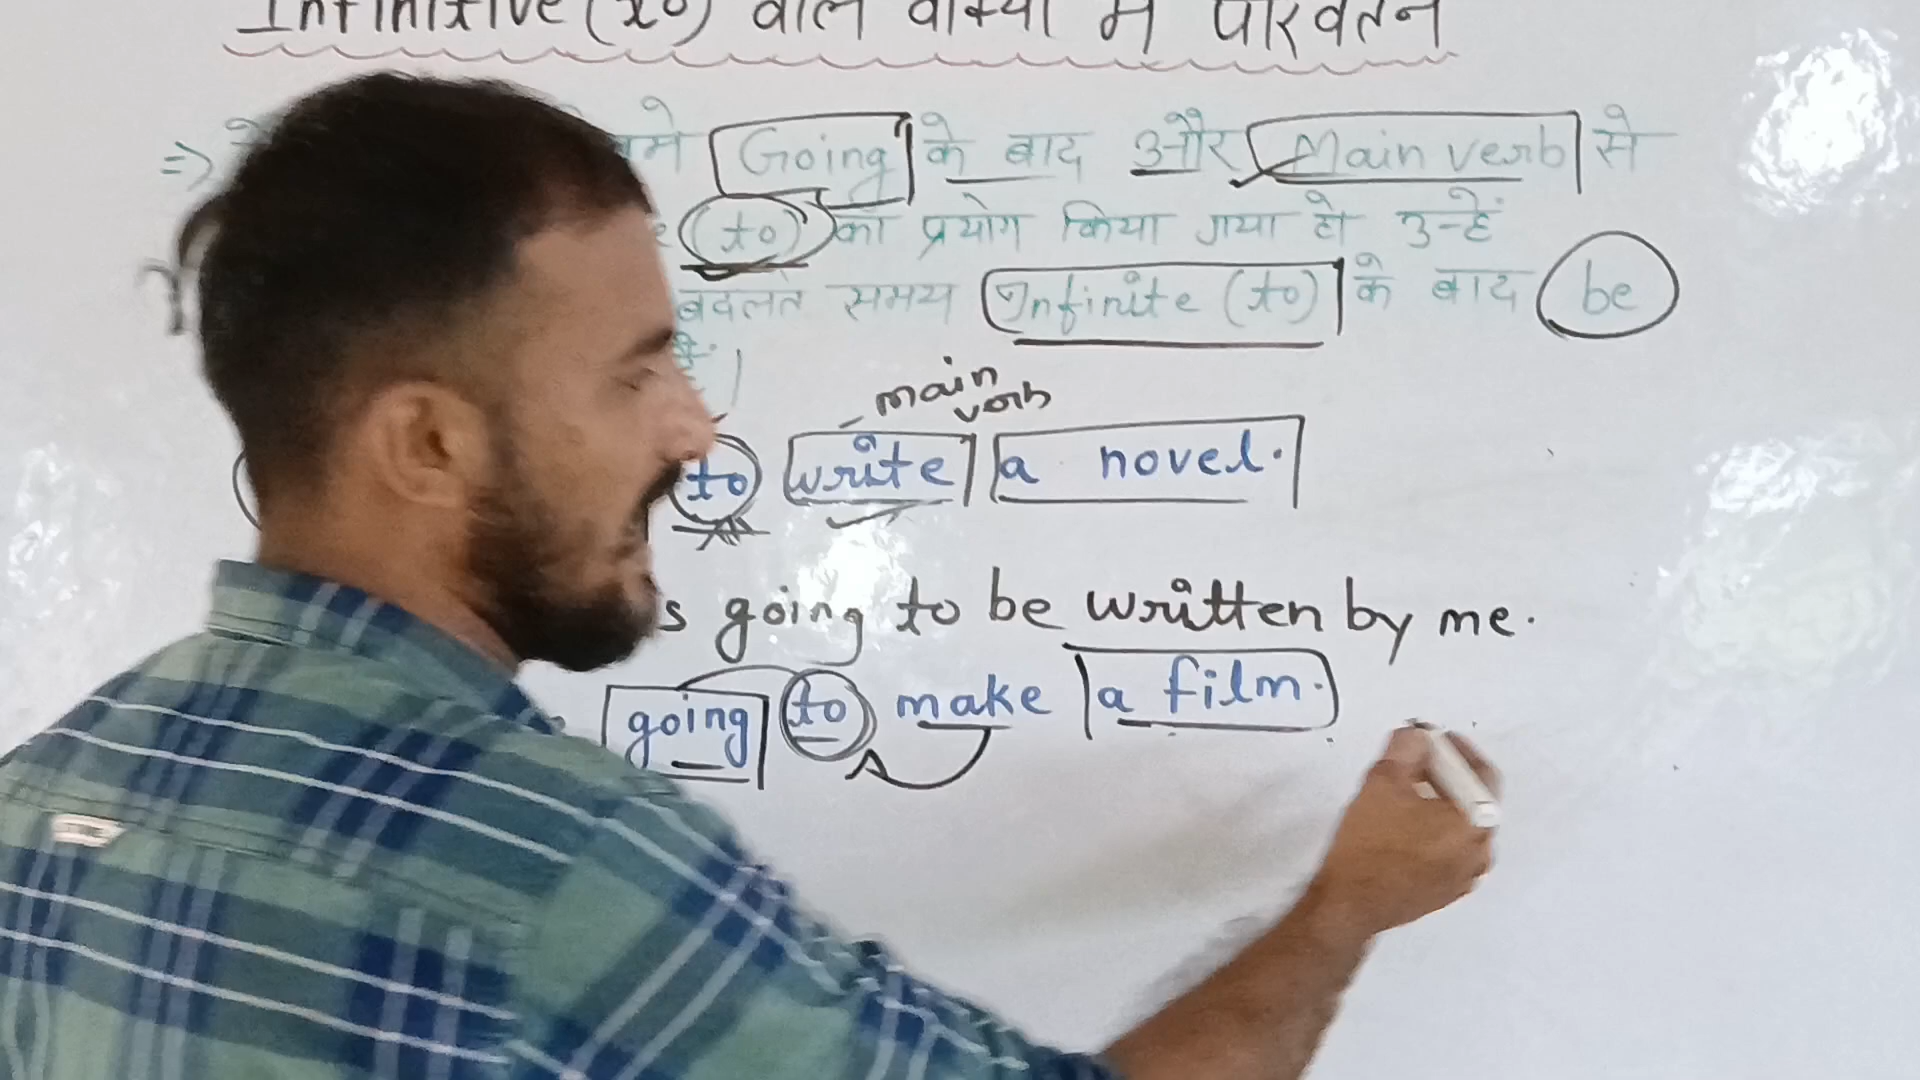 Infinitive (to) वाले वाक्यों में परिवर्तन
=> Going के बाद और Main verb से
(to) का प्रयोग किया गया हो उन्हें
बदलते समय Infinite (to) के बाद be
main verb
to write a novel.
going to be written by me.
going to make a film.